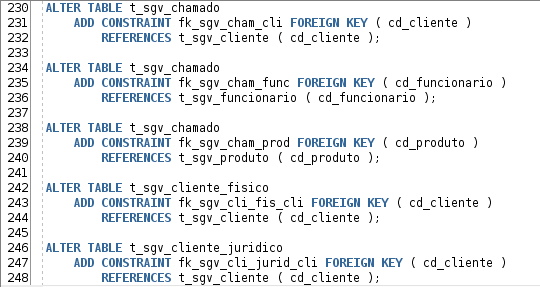 230 ALTER TABLE t_sgv_chamado
231 ADD CONSTRAINT fk_sgv_cham_cli FOREIGN KEY ( cd_cliente )
232 REFERENCES t_sgv_cliente ( cd_cliente );
233
234 ALTER TABLE t_sgv_chamado
235 ADD CONSTRAINT fk_sgv_cham_func FOREIGN KEY ( cd_funcionario )
236 REFERENCES t_sgv_funcionario ( cd_funcionario );
237
238 ALTER TABLE t_sgv_chamado
239 ADD CONSTRAINT fk_sgv_cham_prod FOREIGN KEY ( cd_produto )
240 REFERENCES t_sgv_produto ( cd_produto );
241
242 ALTER TABLE t_sgv_cliente_fisico
243 ADD CONSTRAINT fk_sgv_cli_fis_cli FOREIGN KEY ( cd_cliente )
244 REFERENCES t_sgv_cliente ( cd_cliente );
245
246 ALTER TABLE t_sgv_cliente_juridico
247 ADD CONSTRAINT fk_sgv_cli_jurid_cli FOREIGN KEY ( cd_cliente )
248 REFERENCES t_sgv_cliente ( cd_cliente );